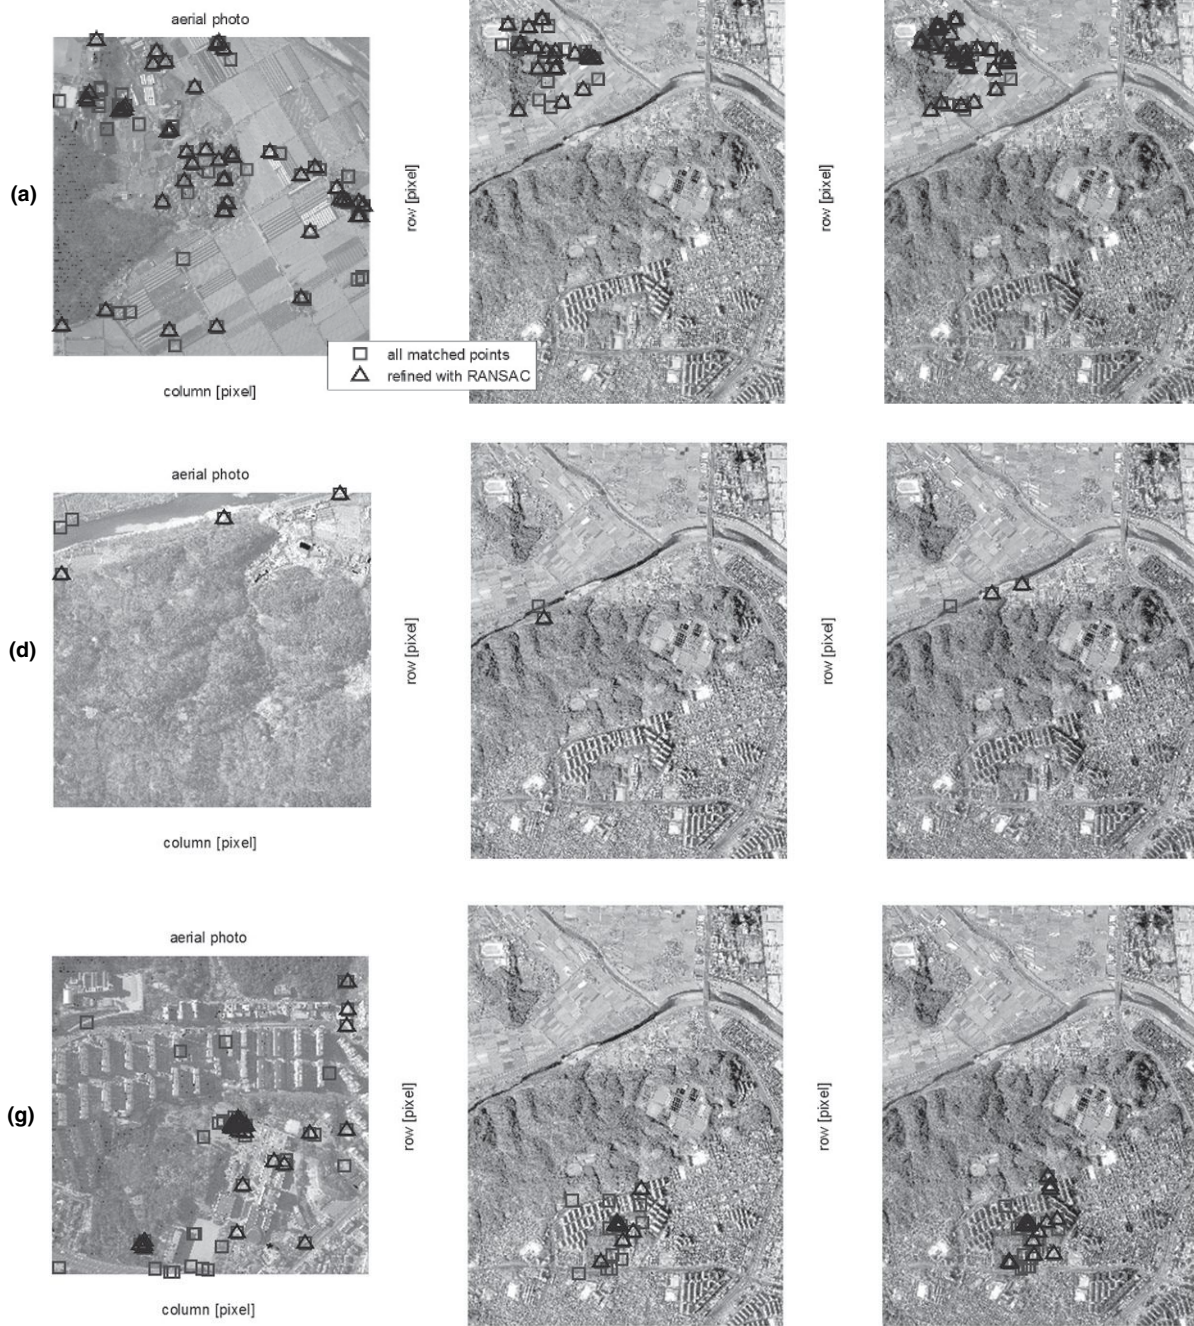 aerial photo
(a)
row [pixel]
row [pixel]
all matched points
refined with RANSAC
column [pixel]
aerial photo
(d)
row [pixel]
row [pixel]
column [pixel]
aerial photo
(g)
row [pixel]
row [pixel]
column [pixel]